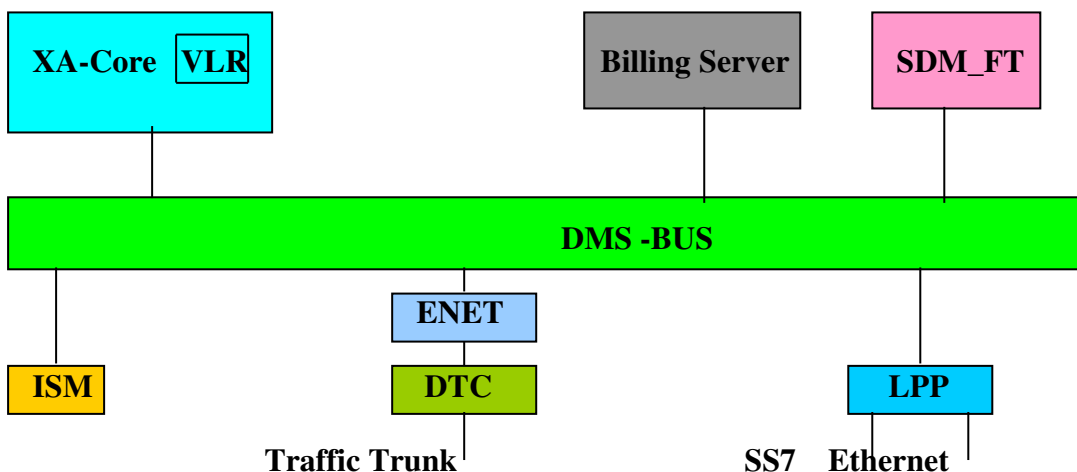 XA-Core VLR
Billing Server
SDM_FT
DMS -BUS
ENET
ISM
DTC
LPP
Traffic Trunk
SS7 Ethernet